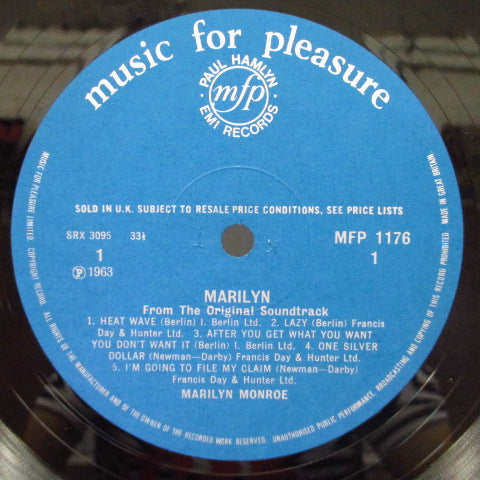 music for pleasure
PAUL HAMLYN
mfp
EMI RECORDS
SOLD IN U.K. SUBJECT TO RESALE PRICE CONDITIONS, SEE PRICE LISTS
SRX 3095 33⅓ MFP 1176
1 1
Ⓟ 1963
MARILYN
From The Original Soundtrack
1. HEAT WAVE (Berlin) I. Berlin Ltd. 2. LAZY (Berlin) Francis
Day & Hunter Ltd. 3. AFTER YOU GET WHAT YOU WANT
YOU DON'T WANT IT (Berlin) I. Berlin Ltd. 4. ONE SILVER
DOLLAR (Newman—Darby) Francis Day & Hunter Ltd.
5. I'M GOING TO FILE MY CLAIM (Newman—Darby)
Francis Day & Hunter Ltd.
MARILYN MONROE
MUSIC FOR PLEASURE LIMITED. COPYRIGHT RECORD. ALL RIGHTS OF THE MANUFACTURER AND OF THE OWNER OF THE RECORDED WORK RESERVED. UNAUTHORISED PUBLIC PERFORMANCE, BROADCASTING AND COPYING OF THIS RECORD PROHIBITED. MADE IN GREAT BRITAIN.